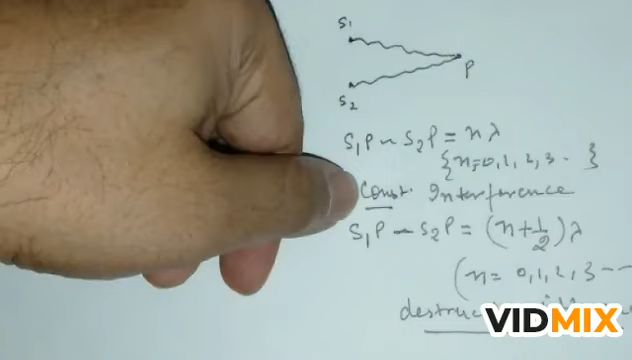 S1
P
S2
S1P ~ S2P = nλ
{n=0,1,2,3 - - }
Const. Interference
S1P - S2P = (n+1/2)λ
(n = 0,1,2,3 - - -
VIDMIX